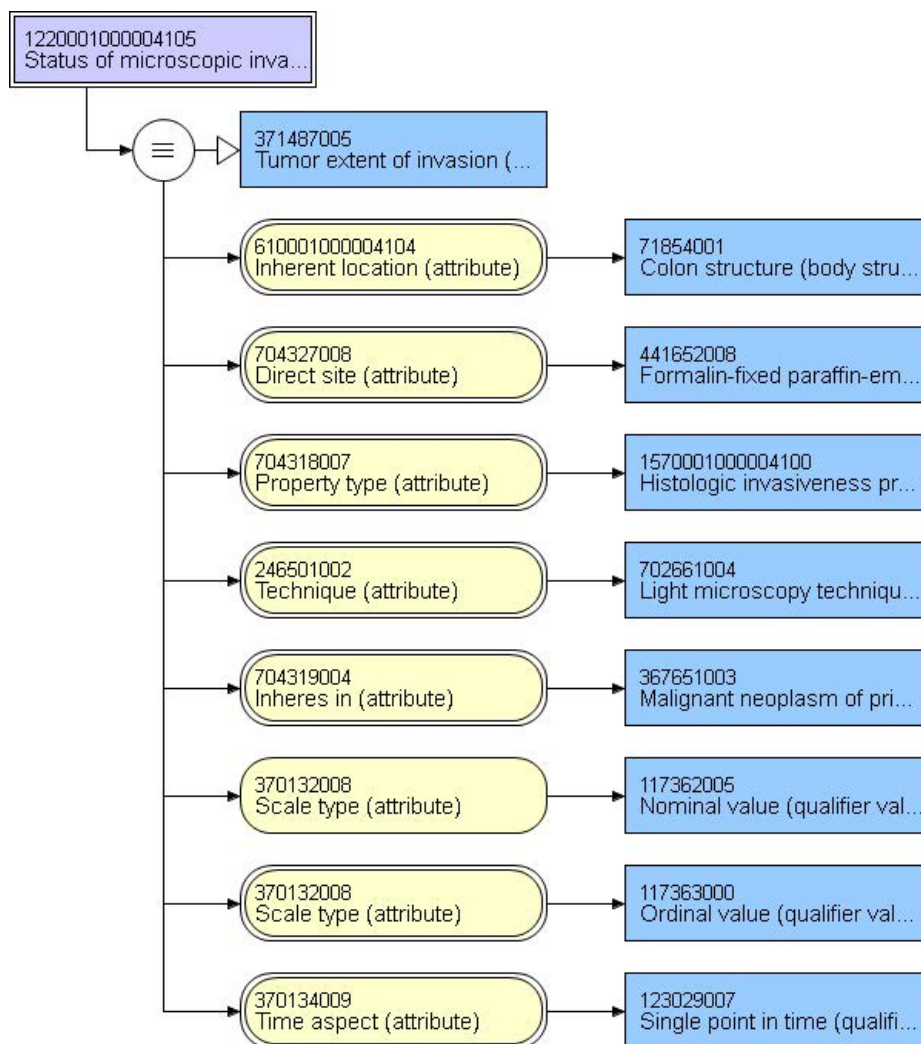 1220001000004105
Status of microscopic inva...
≡
371487005
Tumor extent of invasion (...
610001000004104
Inherent location (attribute)
71854001
Colon structure (body stru...
704327008
Direct site (attribute)
441652008
Formalin-fixed paraffin-em...
704318007
Property type (attribute)
1570001000004100
Histologic invasiveness pr...
246501002
Technique (attribute)
702661004
Light microscopy techniqu...
704319004
Inheres in (attribute)
367651003
Malignant neoplasm of pri...
370132008
Scale type (attribute)
117362005
Nominal value (qualifier val...
370132008
Scale type (attribute)
117363000
Ordinal value (qualifier val...
370134009
Time aspect (attribute)
123029007
Single point in time (qualifi...